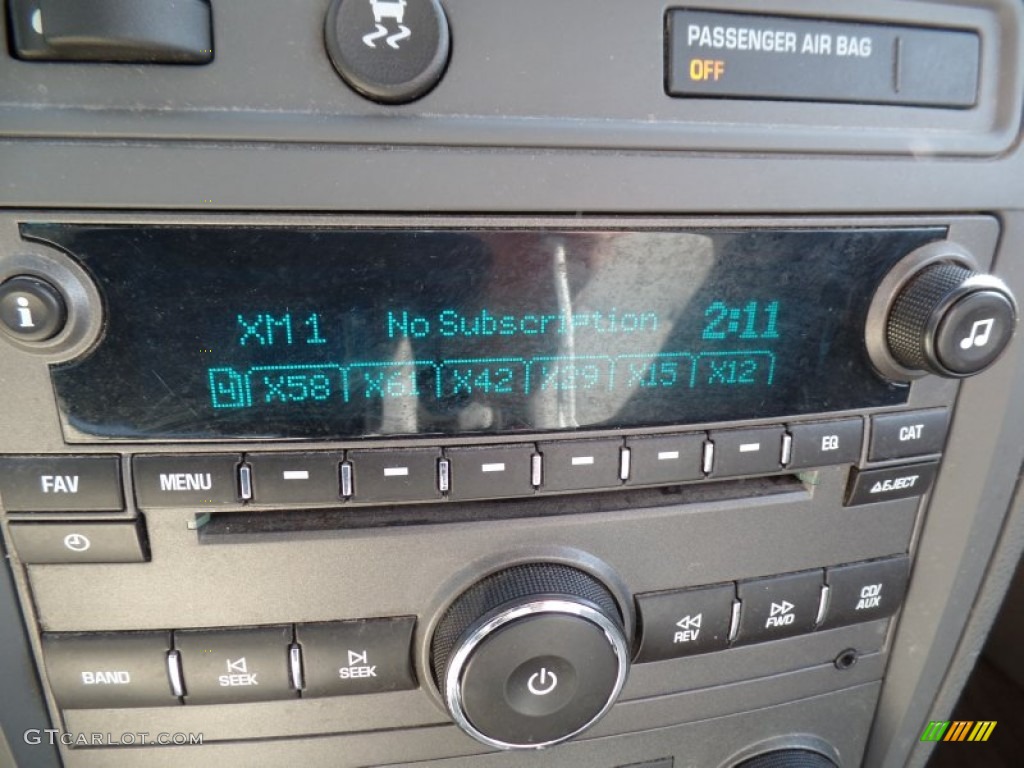 PASSENGER AIR BAG
OFF
i
XM 1 No Subscription 2:11
4 X58 X61 X42 X29 X15 X12
FAV MENU EQ CAT
EJECT
BAND SEEK SEEK REV FWD CD/
AUX
GTCARLOT.COM